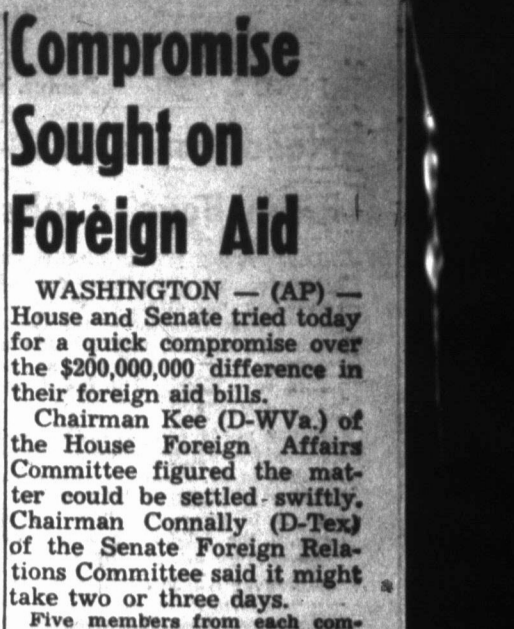 Compromise
Sought on
Foreign Aid
WASHINGTON — (AP) —
House and Senate tried today
for a quick compromise over
the $200,000,000 difference in
their foreign aid bills.
Chairman Kee (D-WVa.) of
the House Foreign Affairs
Committee figured the mat-
ter could be settled swiftly.
Chairman Connally (D-Tex)
of the Senate Foreign Rela-
tions Committee said it might
take two or three days.
Five members from each com-